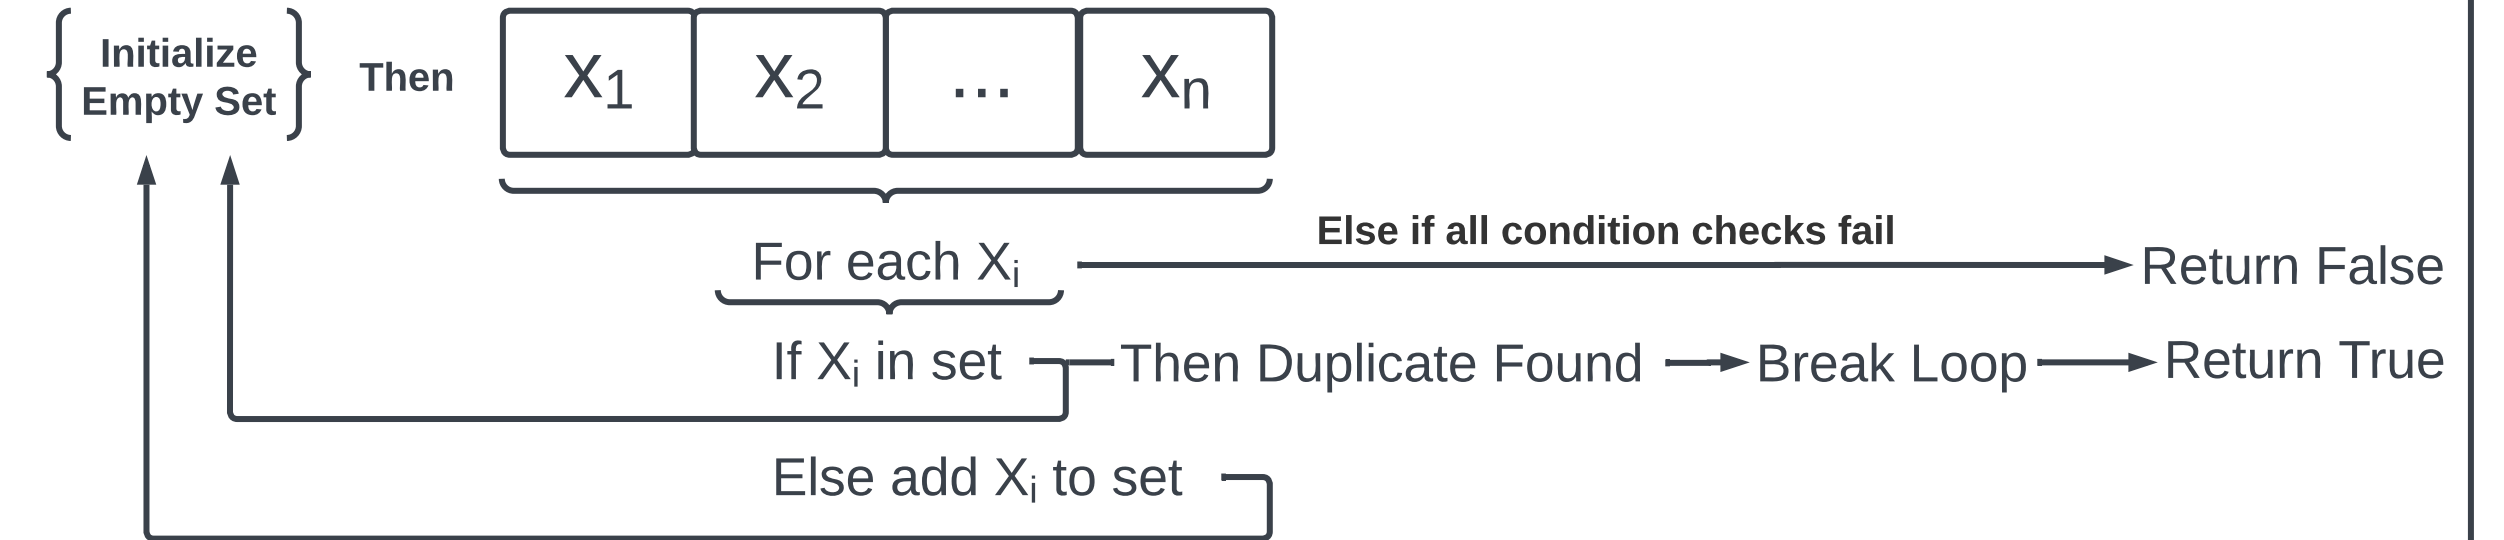 Intialize
Empty Set
Then
X1
X2
...
Xn
Else if all condition checks fail
For each Xi
Return False
If Xi in set
Then Duplicate Found
Break Loop
Return True
Else add Xi to set